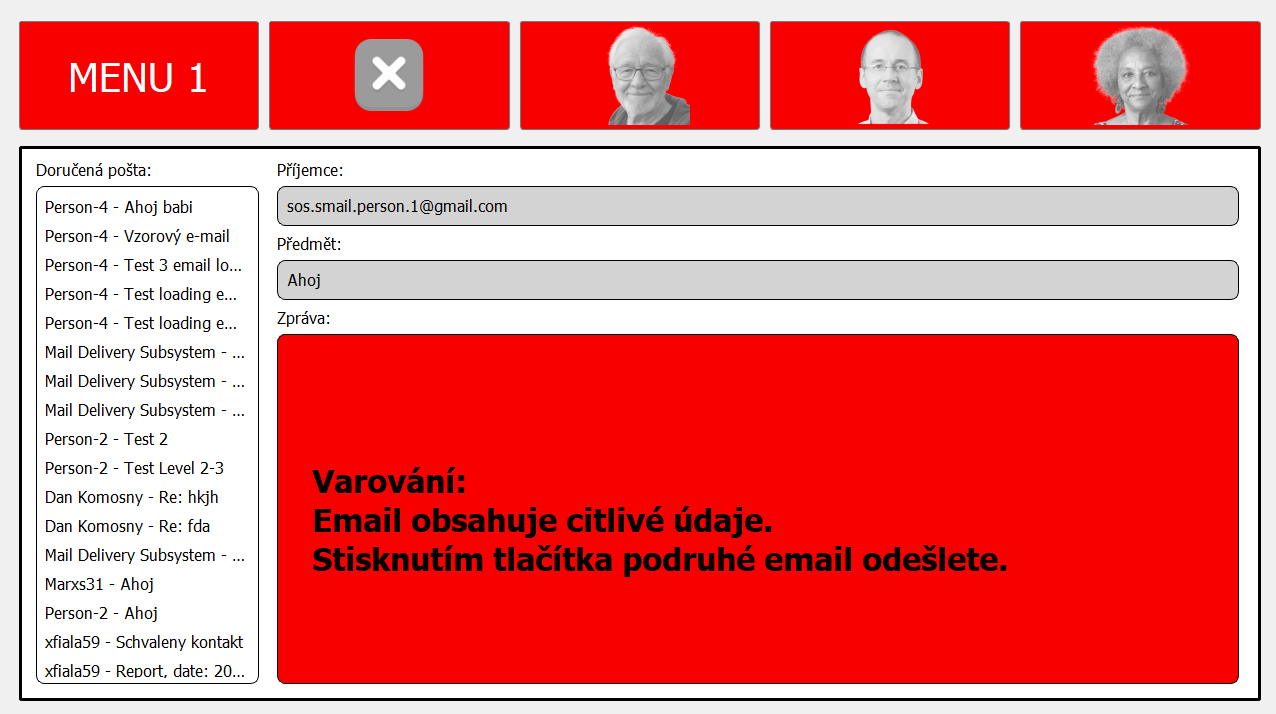 MENU 1
Doručená pošta:
Person-4 - Ahoj babi
Person-4 - Vzorový e-mail
Person-4 - Test 3 email lo...
Person-4 - Test loading e...
Person-4 - Test loading e...
Mail Delivery Subsystem - ...
Mail Delivery Subsystem - ...
Mail Delivery Subsystem - ...
Person-2 - Test 2
Person-2 - Test Level 2-3
Dan Komosny - Re: hkjh
Dan Komosny - Re: fda
Mail Delivery Subsystem - ...
Marxs31 - Ahoj
Person-2 - Ahoj
xfiala59 - Schvaleny kontakt
xfiala59 - Report, date: 20...
Příjemce:
sos.smail.person.1@gmail.com
Předmět:
Ahoj
Zpráva:
Varování:
Email obsahuje citlivé údaje.
Stisknutím tlačítka podruhé email odešlete.